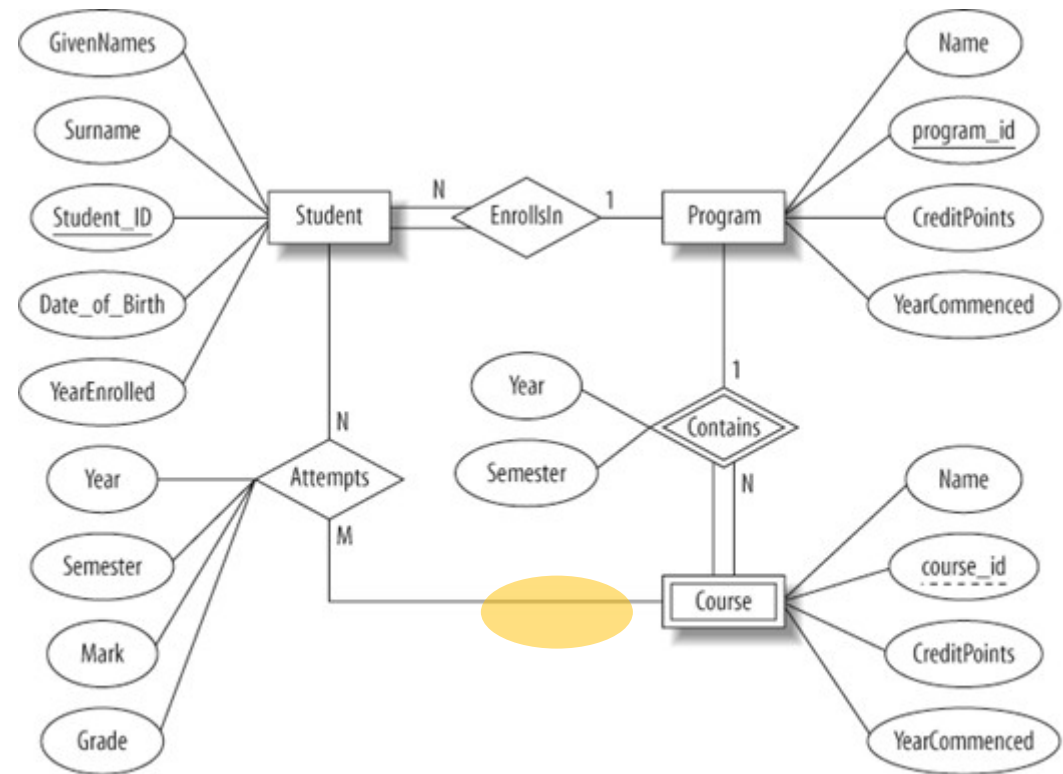 GivenNames
Name
Surname
program_id
Student_ID
Student
N
EnrollsIn
1
Program
CreditPoints
Date_of_Birth
YearCommenced
YearEnrolled
Year
1
Contains
Semester
N
N
Year
Attempts
M
Name
Semester
course_id
Course
Mark
CreditPoints
Grade
YearCommenced